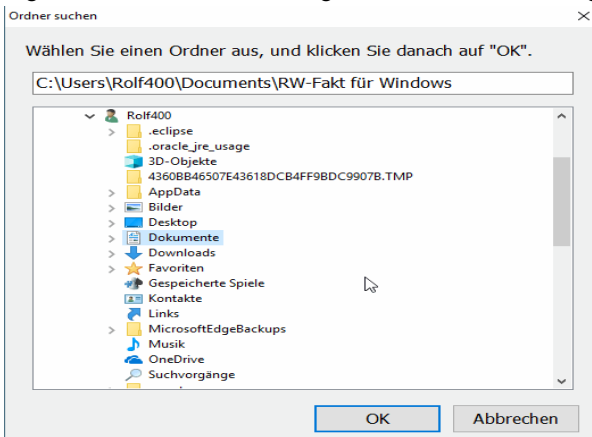 Ordner suchen
Wählen Sie einen Ordner aus, und klicken Sie danach auf "OK".
C:\Users\Rolf400\Documents\RW-Fakt für Windows
Rolf400
.eclipse
.oracle_jre_usage
3D-Objekte
4360BB46507E43618DCB4FF9BDC9907B.TMP
AppData
Bilder
Desktop
Dokumente
Downloads
Favoriten
Gespeicherte Spiele
Kontakte
Links
MicrosoftEdgeBackups
Musik
OneDrive
Suchvorgänge
OK Abbrechen